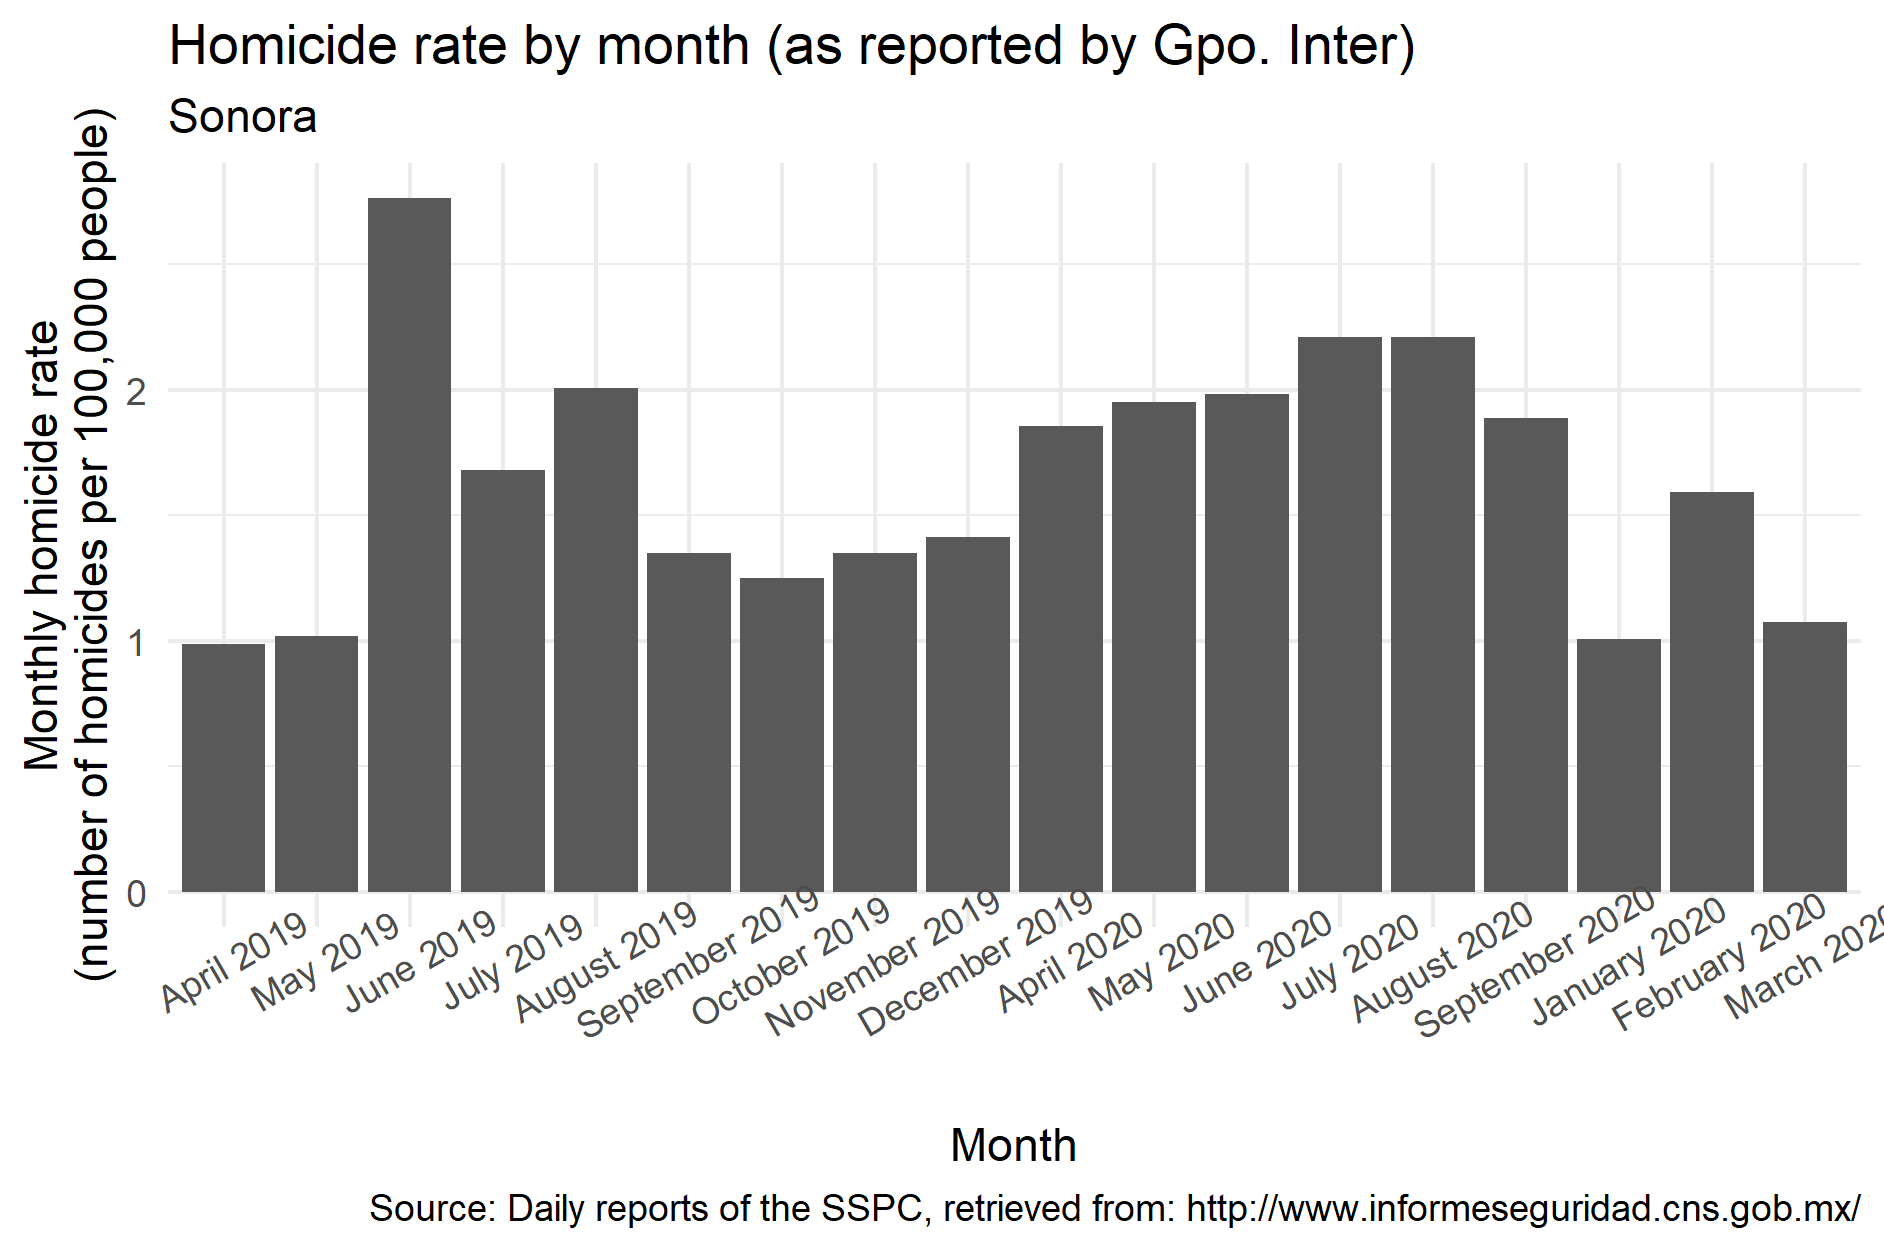 Homicide rate by month (as reported by Gpo. Inter)
Sonora
Monthly homicide rate
(number of homicides per 100,000 people)
2
1
0
April 2019
May 2019
June 2019
July 2019
August 2019
September 2019
October 2019
November 2019
December 2019
April 2020
May 2020
June 2020
July 2020
August 2020
September 2020
January 2020
February 2020
March 2020
Month
Source: Daily reports of the SSPC, retrieved from: http://www.informeseguridad.cns.gob.mx/